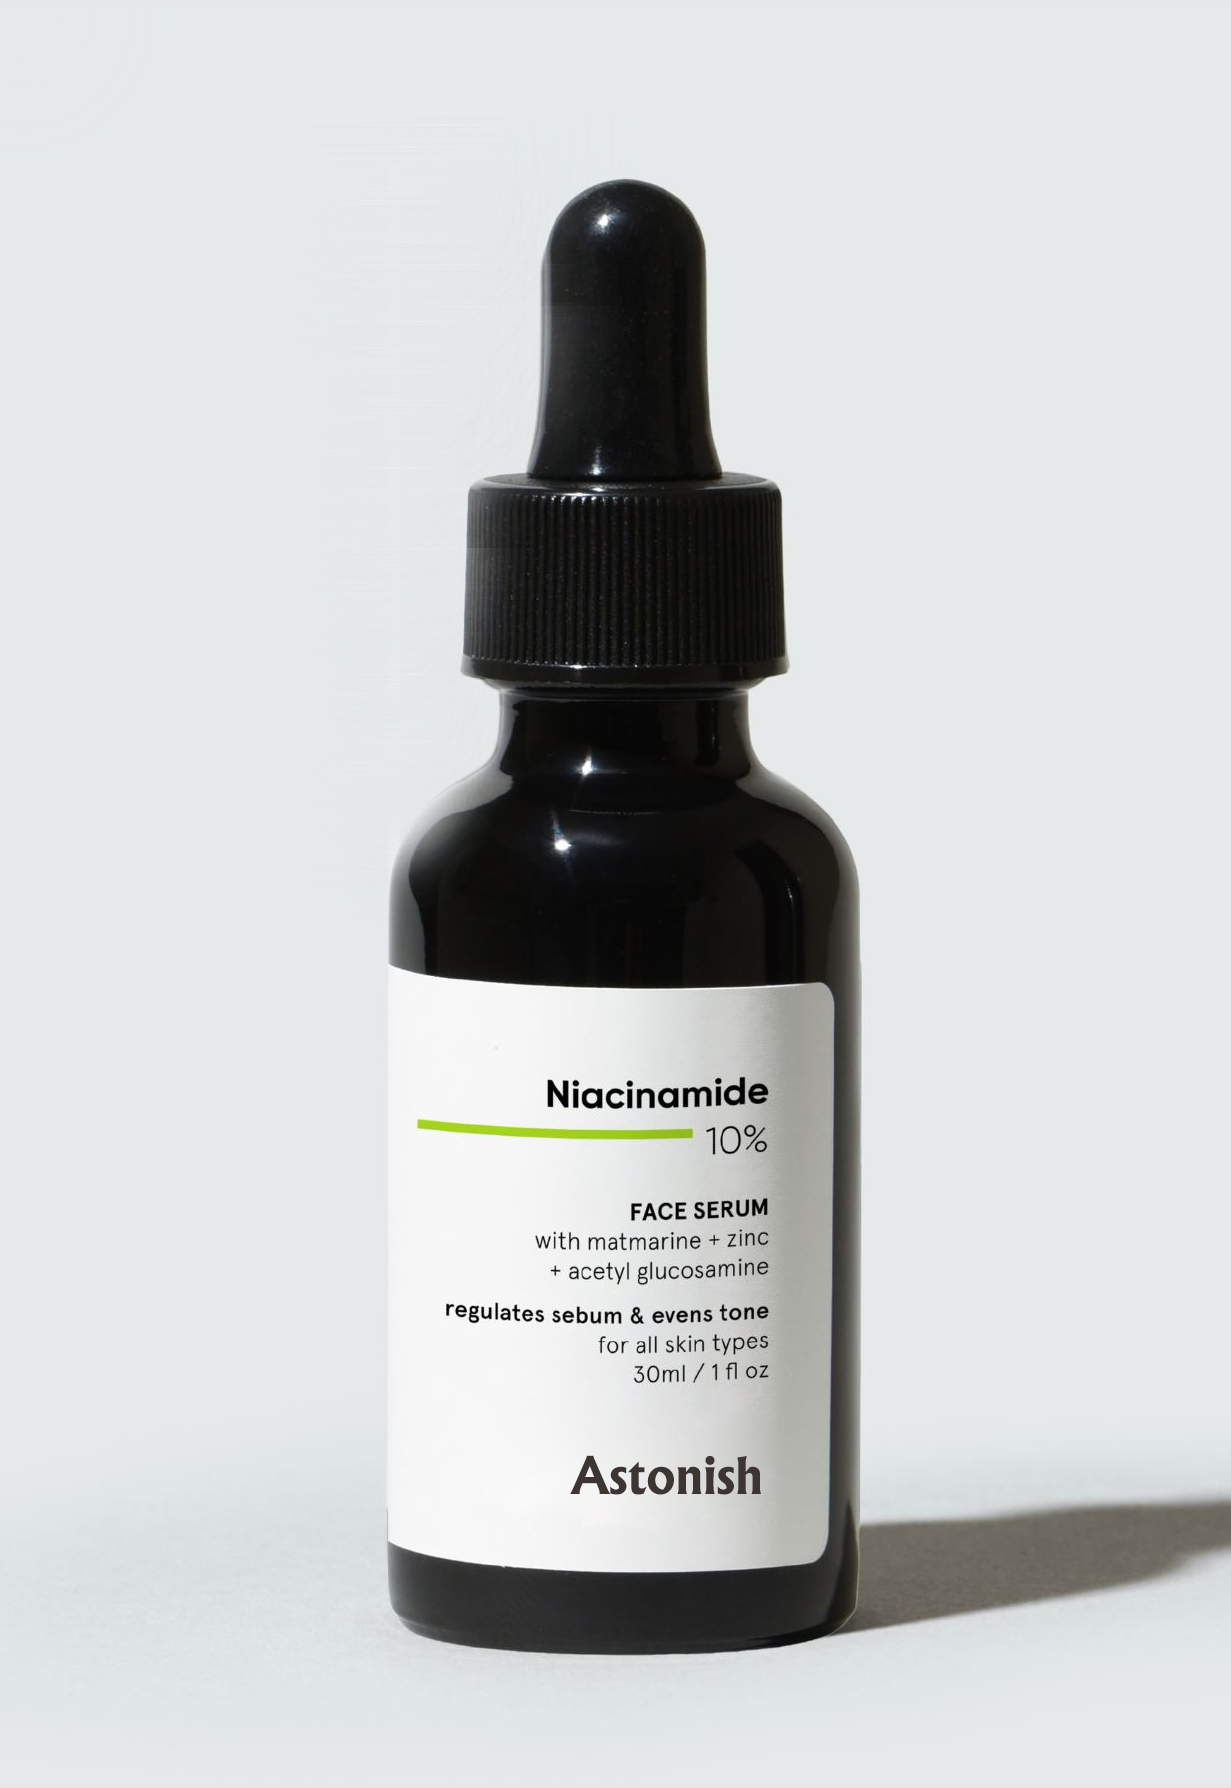 Niacinamide
10%
FACE SERUM
with matmarine + zinc
+ acetyl glucosamine
regulates sebum & evens tone
for all skin types
30ml / 1 fl oz
Astonish